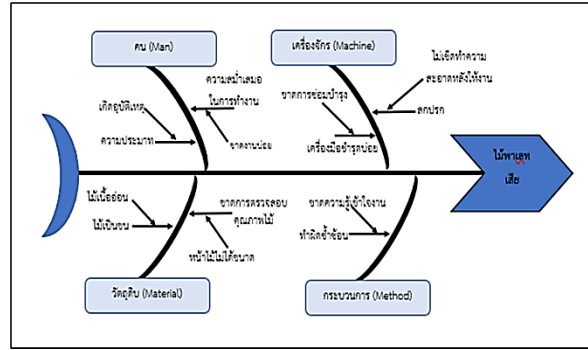 คน (Man)
เครื่องจักร (Machine)
ความสม่ำเสมอ
ในการทำงาน
เกิดอุบัติเหตุ
ความประมาท
ขาดงานบ่อย
ไม่เช็ดทำความ
สะอาดหลังใช้งาน
ขาดการซ่อมบำรุง
สกปรก
เครื่องมือชำรุดบ่อย
ไม้พาเลท
เสีย
ไม้เนื้ออ่อน
ไม้เป็นขน
ขาดการตรวจสอบ
คุณภาพไม้
หน้าไม้ไม่ได้ขนาด
ขาดความรู้เข้าใจงาน
ทำผิดซ้ำซ้อน
วัตถุดิบ (Material)
กระบวนการ (Method)